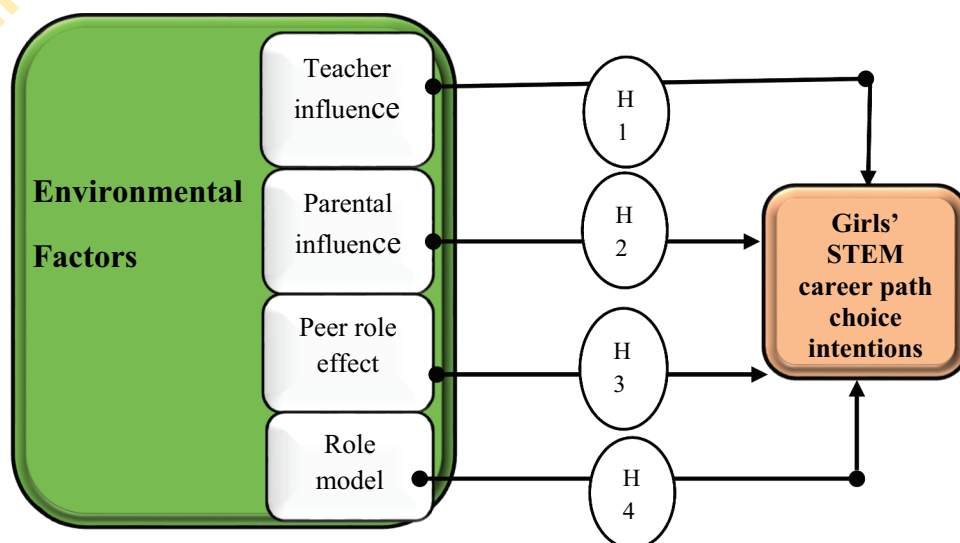 Environmental
Factors
Teacher
influence
Parental
influence
Peer role
effect
Role
model
H
1
H
2
H
3
H
4
Girls’
STEM
career path
choice
intentions